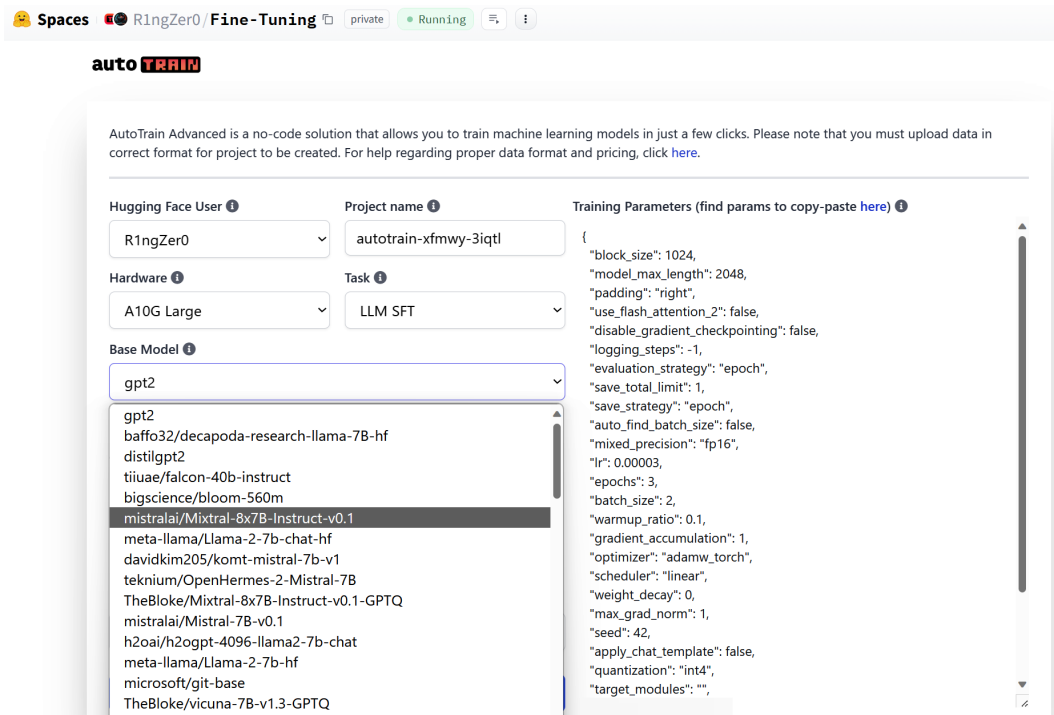 Spaces R1ngZer0/Fine-Tuning private Running
auto TRAIN
AutoTrain Advanced is a no-code solution that allows you to train machine learning models in just a few clicks. Please note that you must upload data in
correct format for project to be created. For help regarding proper data format and pricing, click here.
Hugging Face User
R1ngZer0
Project name
autotrain-xfmwy-3iqtl
Hardware
A10G Large
Task
LLM SFT
Base Model
gpt2
gpt2
baffo32/decapoda-research-llama-7B-hf
distilgpt2
tiiuae/falcon-40b-instruct
bigscience/bloom-560m
mistralai/Mixtral-8x7B-Instruct-v0.1
meta-llama/Llama-2-7b-chat-hf
davidkim205/komt-mistral-7b-v1
teknium/OpenHermes-2-Mistral-7B
TheBloke/Mixtral-8x7B-Instruct-v0.1-GPTQ
mistralai/Mistral-7B-v0.1
h2oai/h2ogpt-4096-llama2-7b-chat
meta-llama/Llama-2-7b-hf
microsoft/git-base
TheBloke/vicuna-7B-v1.3-GPTQ
Training Parameters (find params to copy-paste here)
{
"block_size": 1024,
"model_max_length": 2048,
"padding": "right",
"use_flash_attention_2": false,
"disable_gradient_checkpointing": false,
"logging_steps": -1,
"evaluation_strategy": "epoch",
"save_total_limit": 1,
"save_strategy": "epoch",
"auto_find_batch_size": false,
"mixed_precision": "fp16",
"lr": 0.00003,
"epochs": 3,
"batch_size": 2,
"warmup_ratio": 0.1,
"gradient_accumulation": 1,
"optimizer": "adamw_torch",
"scheduler": "linear",
"weight_decay": 0,
"max_grad_norm": 1,
"seed": 42,
"apply_chat_template": false,
"quantization": "int4",
"target_modules": "",